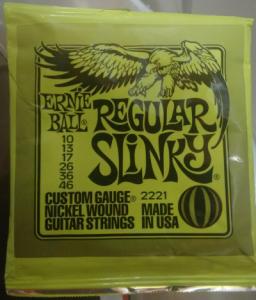 ERNIE
BALL®
REGULAR
SLINKY®
10
13
17
26
36
46
CUSTOM GAUGE® 2221
NICKEL WOUND MADE
GUITAR STRINGS IN USA